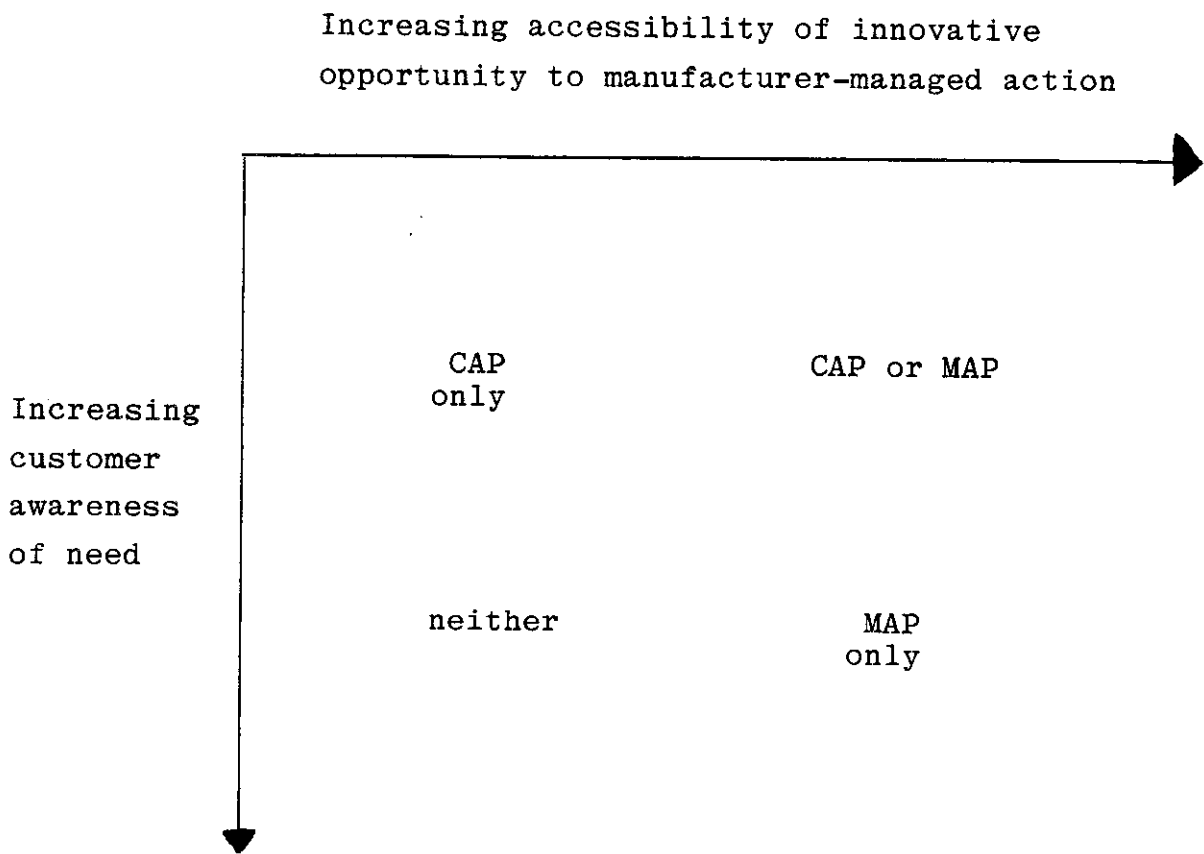 Increasing accessibility of innovative
opportunity to manufacturer-managed action
CAP
only
CAP or MAP
Increasing
customer
awareness
of need
neither
MAP
only